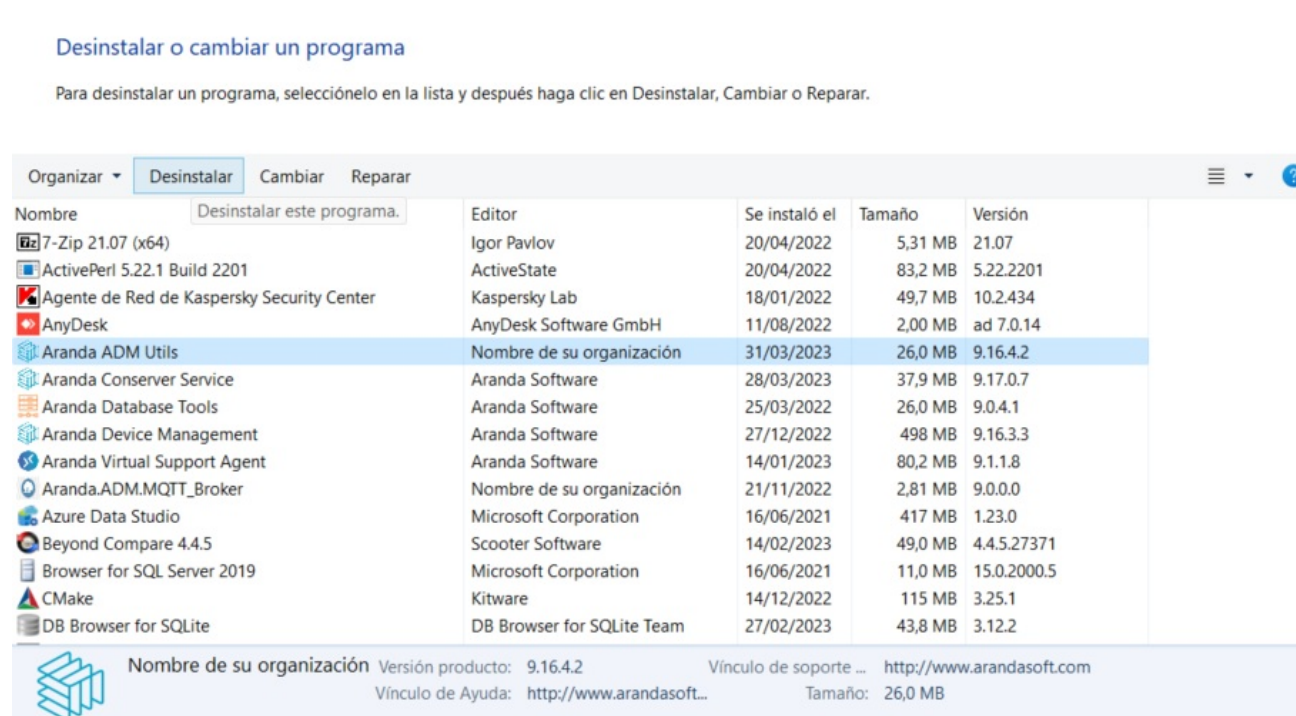 Desinstalar o cambiar un programa
Para desinstalar un programa, selecciónelo en la lista y después haga clic en Desinstalar, Cambiar o Reparar.
Organizar Desinstalar Cambiar Reparar ?
Desinstalar este programa.
Nombre Editor Se instaló el Tamaño Versión
7z 7-Zip 21.07 (x64) Igor Pavlov 20/04/2022 5,31 MB 21.07
ActivePerl 5.22.1 Build 2201 ActiveState 20/04/2022 83,2 MB 5.22.2201
Agente de Red de Kaspersky Security Center Kaspersky Lab 18/01/2022 49,7 MB 10.2.434
AnyDesk AnyDesk Software GmbH 11/08/2022 2,00 MB ad 7.0.14
Aranda ADM Utils Nombre de su organización 31/03/2023 26,0 MB 9.16.4.2
Aranda Conserver Service Aranda Software 28/03/2023 37,9 MB 9.17.0.7
Aranda Database Tools Aranda Software 25/03/2022 26,0 MB 9.0.4.1
Aranda Device Management Aranda Software 27/12/2022 498 MB 9.16.3.3
Aranda Virtual Support Agent Aranda Software 14/01/2023 80,2 MB 9.1.1.8
Aranda.ADM.MQTT_Broker Nombre de su organización 21/11/2022 2,81 MB 9.0.0.0
Azure Data Studio Microsoft Corporation 16/06/2021 417 MB 1.23.0
Beyond Compare 4.4.5 Scooter Software 14/02/2023 49,0 MB 4.4.5.27371
Browser for SQL Server 2019 Microsoft Corporation 16/06/2021 11,0 MB 15.0.2000.5
CMake Kitware 14/12/2022 115 MB 3.25.1
DB Browser for SQLite DB Browser for SQLite Team 27/02/2023 43,8 MB 3.12.2
Nombre de su organización Versión producto: 9.16.4.2 Vínculo de soporte ... http://www.arandasoft.com
Vínculo de Ayuda: http://www.arandasoft... Tamaño: 26,0 MB